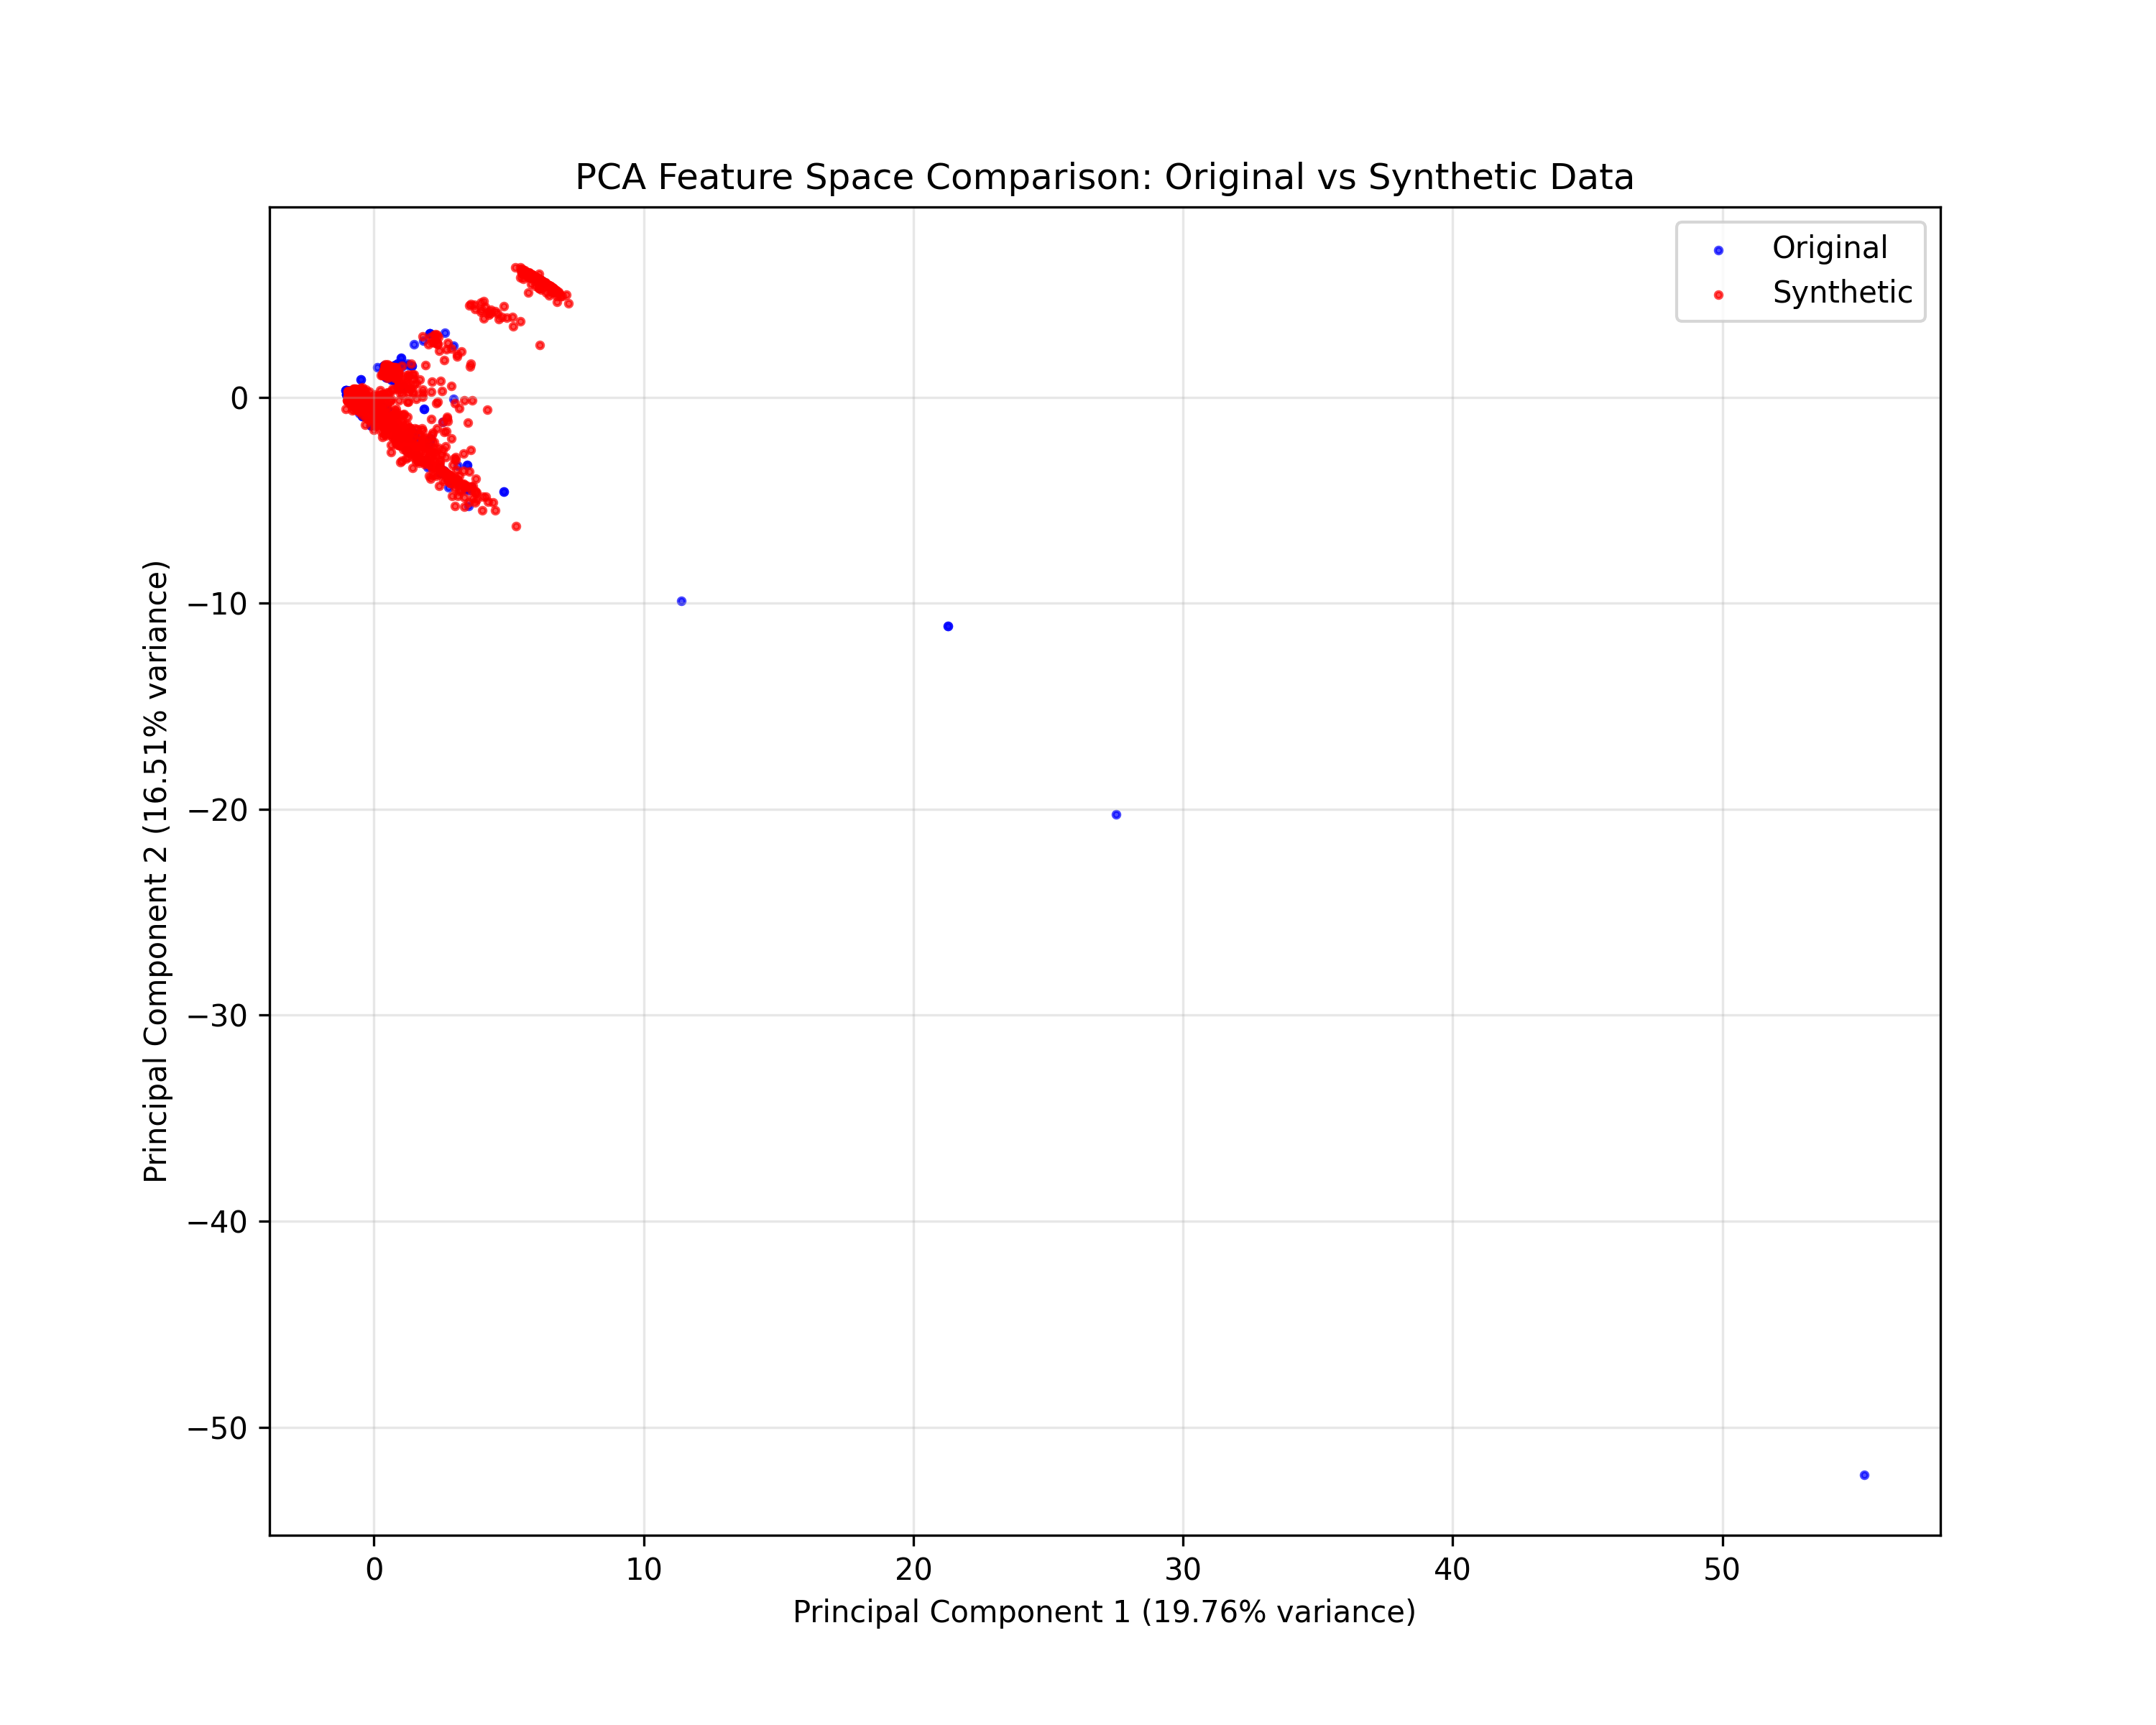 PCA Feature Space Comparison: Original vs Synthetic Data
Original
Synthetic
0
−10
−20
−30
−40
−50
Principal Component 2 (16.51% variance)
0
10
20
30
40
50
Principal Component 1 (19.76% variance)